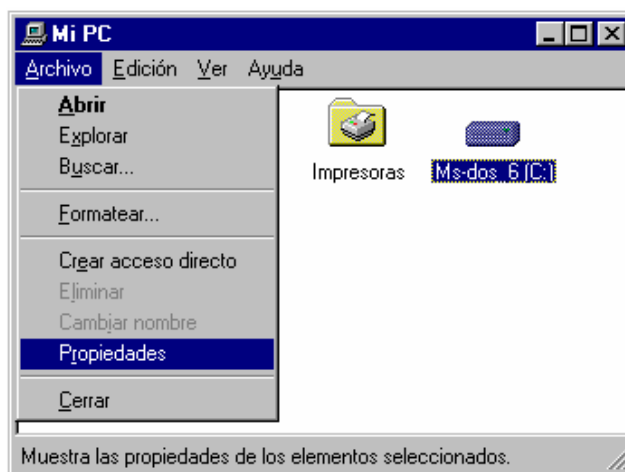 Mi PC
Archivo Edición Ver Ayuda
Abrir
Explorar
Buscar...
Formatear...
Crear acceso directo
Eliminar
Cambiar nombre
Propiedades
Cerrar
Impresoras
Ms-dos_6 (C:)
Muestra las propiedades de los elementos seleccionados.